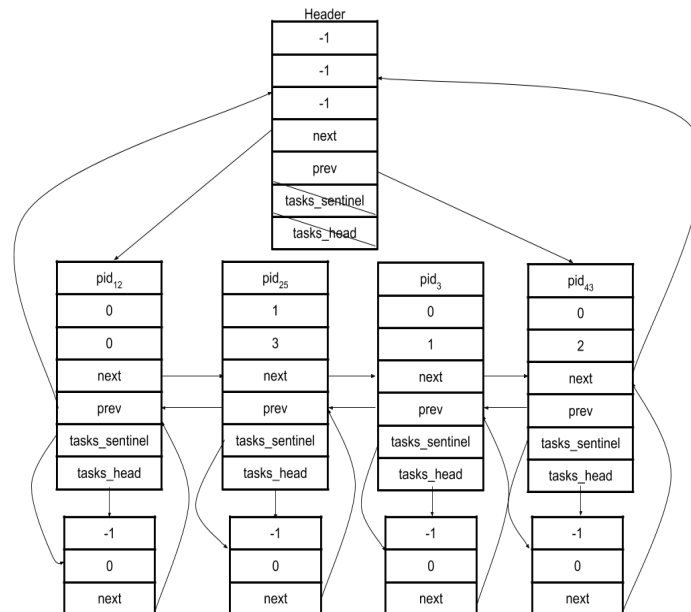 Header
-1
-1
-1
next
prev
tasks_sentinel
tasks_head
pid12
0
0
next
prev
tasks_sentinel
tasks_head
-1
0
next
pid25
1
3
next
prev
tasks_sentinel
tasks_head
-1
0
next
pid3
0
1
next
prev
tasks_sentinel
tasks_head
-1
0
next
pid43
0
2
next
prev
tasks_sentinel
tasks_head
-1
0
next